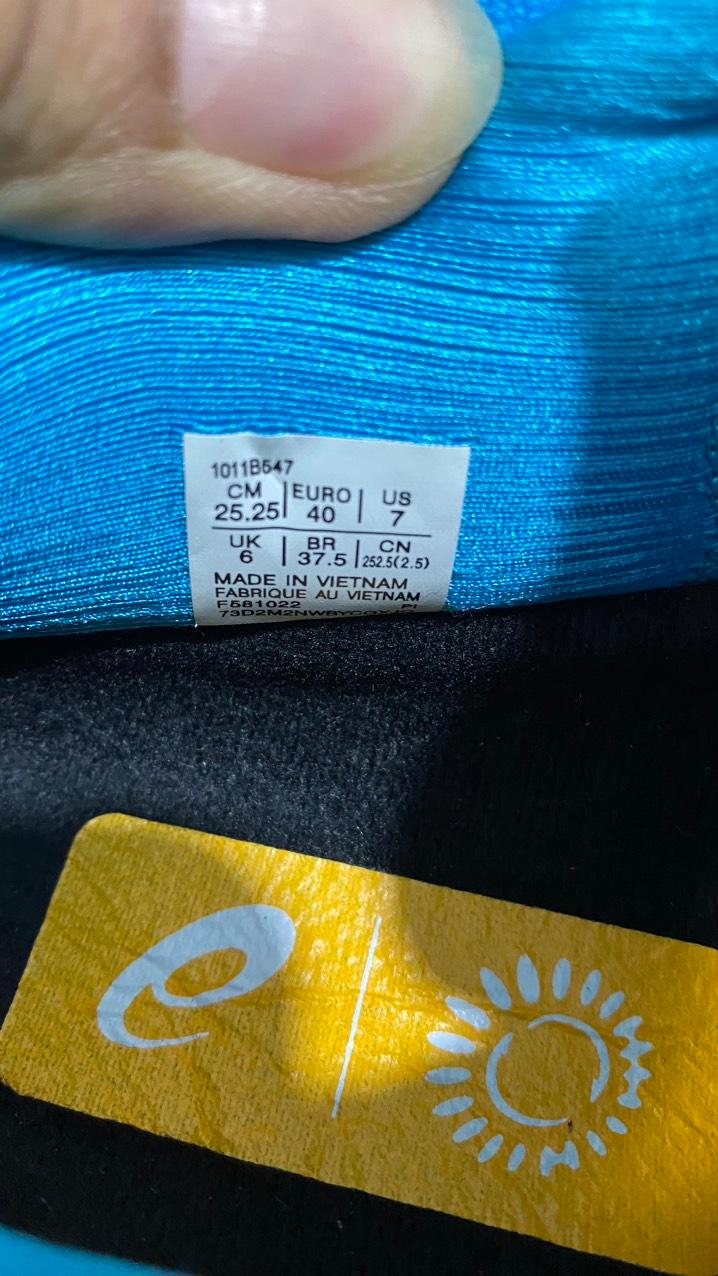 1011B547
CM | EURO | US
25.25 | 40 | 7
UK | BR | CN
6 | 37.5 | 252.5(2.5)
MADE IN VIETNAM
FABRIQUE AU VIETNAM
F581022 PI